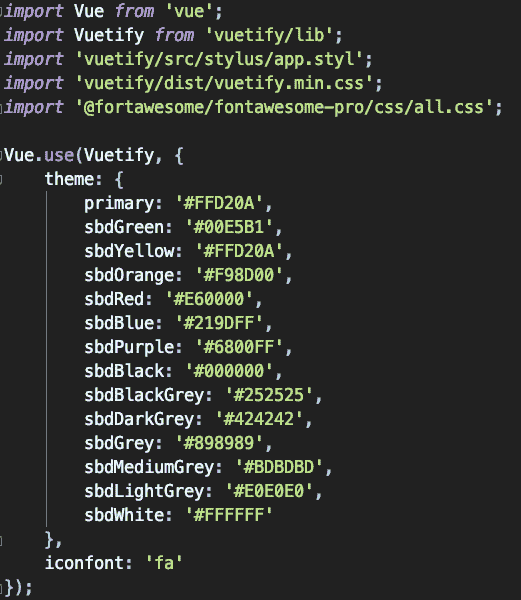 import Vue from 'vue';
import Vuetify from 'vuetify/lib';
import 'vuetify/src/stylus/app.styl';
import 'vuetify/dist/vuetify.min.css';
import '@fortawesome/fontawesome-pro/css/all.css';

Vue.use(Vuetify, {
    theme: {
        primary: '#FFD20A',
        sbdGreen: '#00E5B1',
        sbdYellow: '#FFD20A',
        sbdOrange: '#F98D00',
        sbdRed: '#E60000',
        sbdBlue: '#219DFF',
        sbdPurple: '#6800FF',
        sbdBlack: '#000000',
        sbdBlackGrey: '#252525',
        sbdDarkGrey: '#424242',
        sbdGrey: '#898989',
        sbdMediumGrey: '#BDBDBD',
        sbdLightGrey: '#E0E0E0',
        sbdWhite: '#FFFFFF'
    },
    iconfont: 'fa'
});